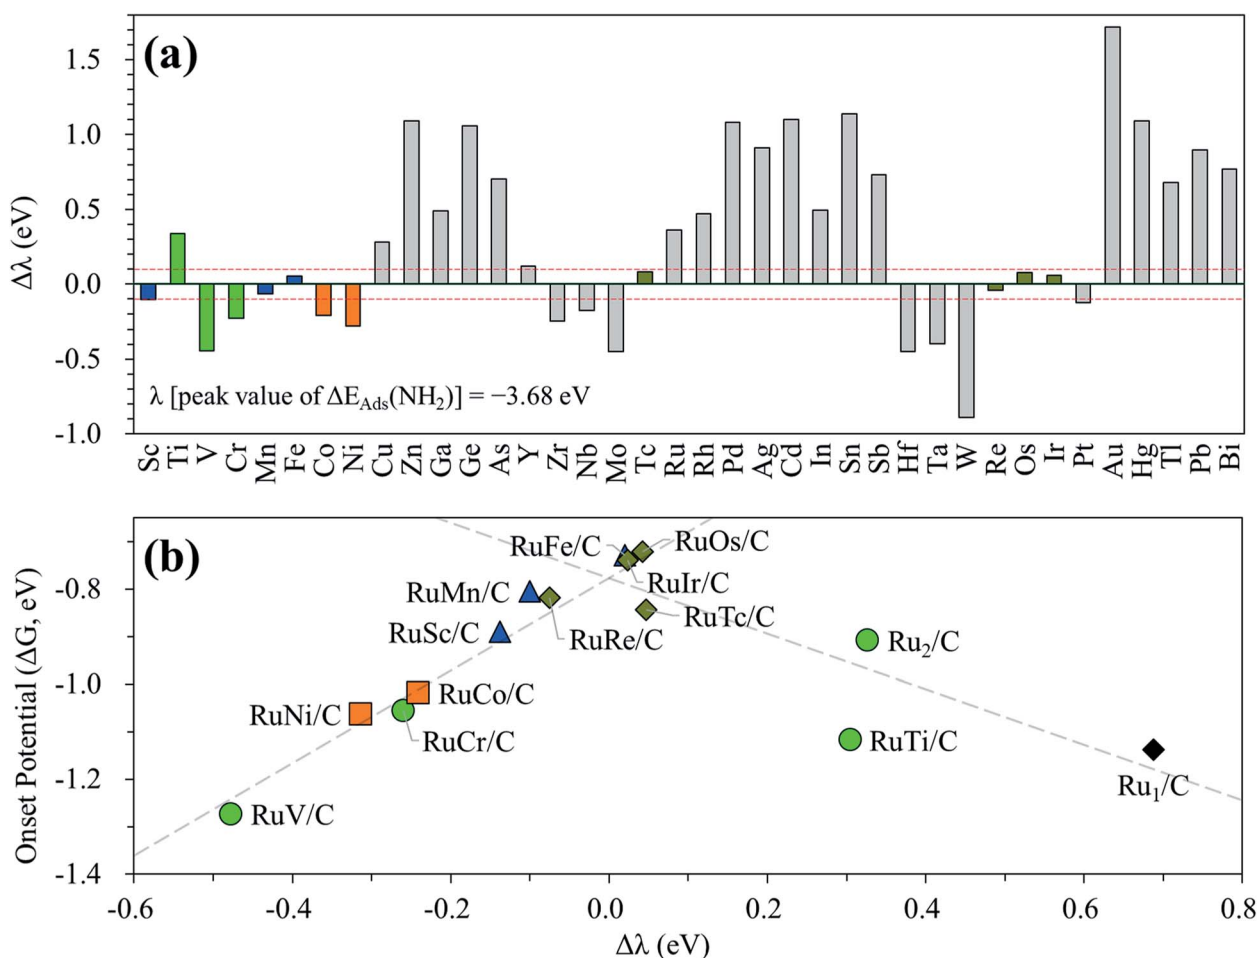 (a)
1.5
1.0
0.5
0.0
-0.5
-1.0
Δλ (eV)
λ [peak value of ΔE_Ads(NH₂)] = −3.68 eV
Sc Ti V Cr Mn Fe Co Ni Cu Zn Ga Ge As Y Zr Nb Mo Tc Ru Rh Pd Ag Cd In Sn Sb Hf Ta W Re Os Ir Pt Au Hg Tl Pb Bi
(b)
Onset Potential (ΔG, eV)
-0.8
-1.0
-1.2
-1.4
RuFe/C
RuOs/C
RuMn/C
RuIr/C
RuTc/C
RuSc/C
RuRe/C
Ru₂/C
RuNi/C
RuCo/C
RuCr/C
RuTi/C
Ru₁/C
RuV/C
-0.6 -0.4 -0.2 0.0 0.2 0.4 0.6 0.8
Δλ (eV)